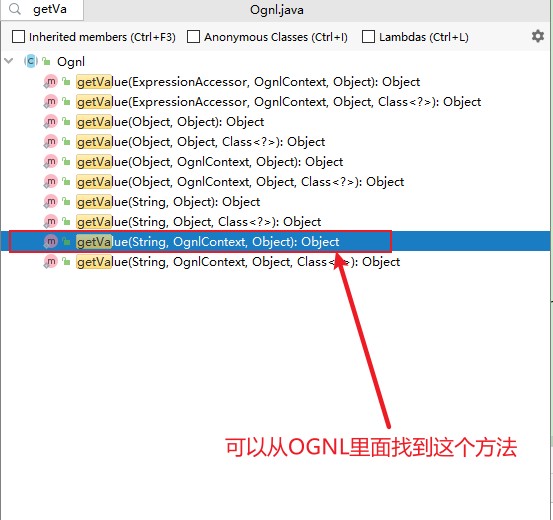 getVa
Ognl.java
Inherited members (Ctrl+F3) Anonymous Classes (Ctrl+I) Lambdas (Ctrl+L)
Ognl
getValue(ExpressionAccessor, OgnlContext, Object): Object
getValue(ExpressionAccessor, OgnlContext, Object, Class<?>): Object
getValue(Object, Object): Object
getValue(Object, Object, Class<?>): Object
getValue(Object, OgnlContext, Object): Object
getValue(Object, OgnlContext, Object, Class<?>): Object
getValue(String, Object): Object
getValue(String, Object, Class<?>): Object
getValue(String, OgnlContext, Object): Object
getValue(String, OgnlContext, Object, Class<?>): Object
可以从OGNL里面找到这个方法